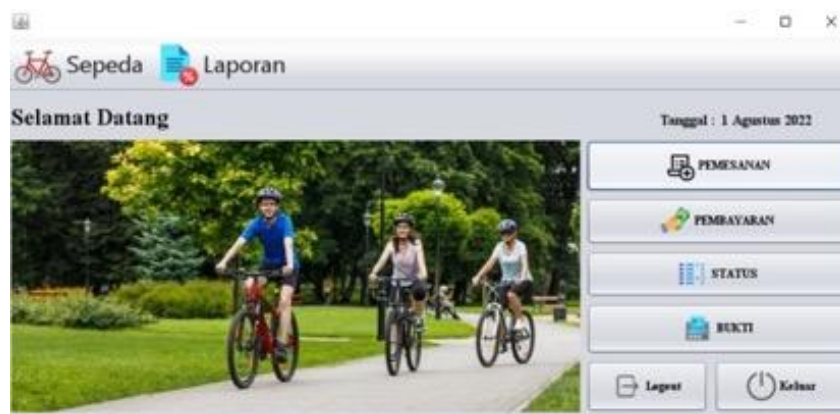 Sepeda Laporan
Selamat Datang
Tanggal : 1 Agustus 2022
PEMESANAN
PEMBAYARAN
STATUS
BUKTI
Logout
Keluar